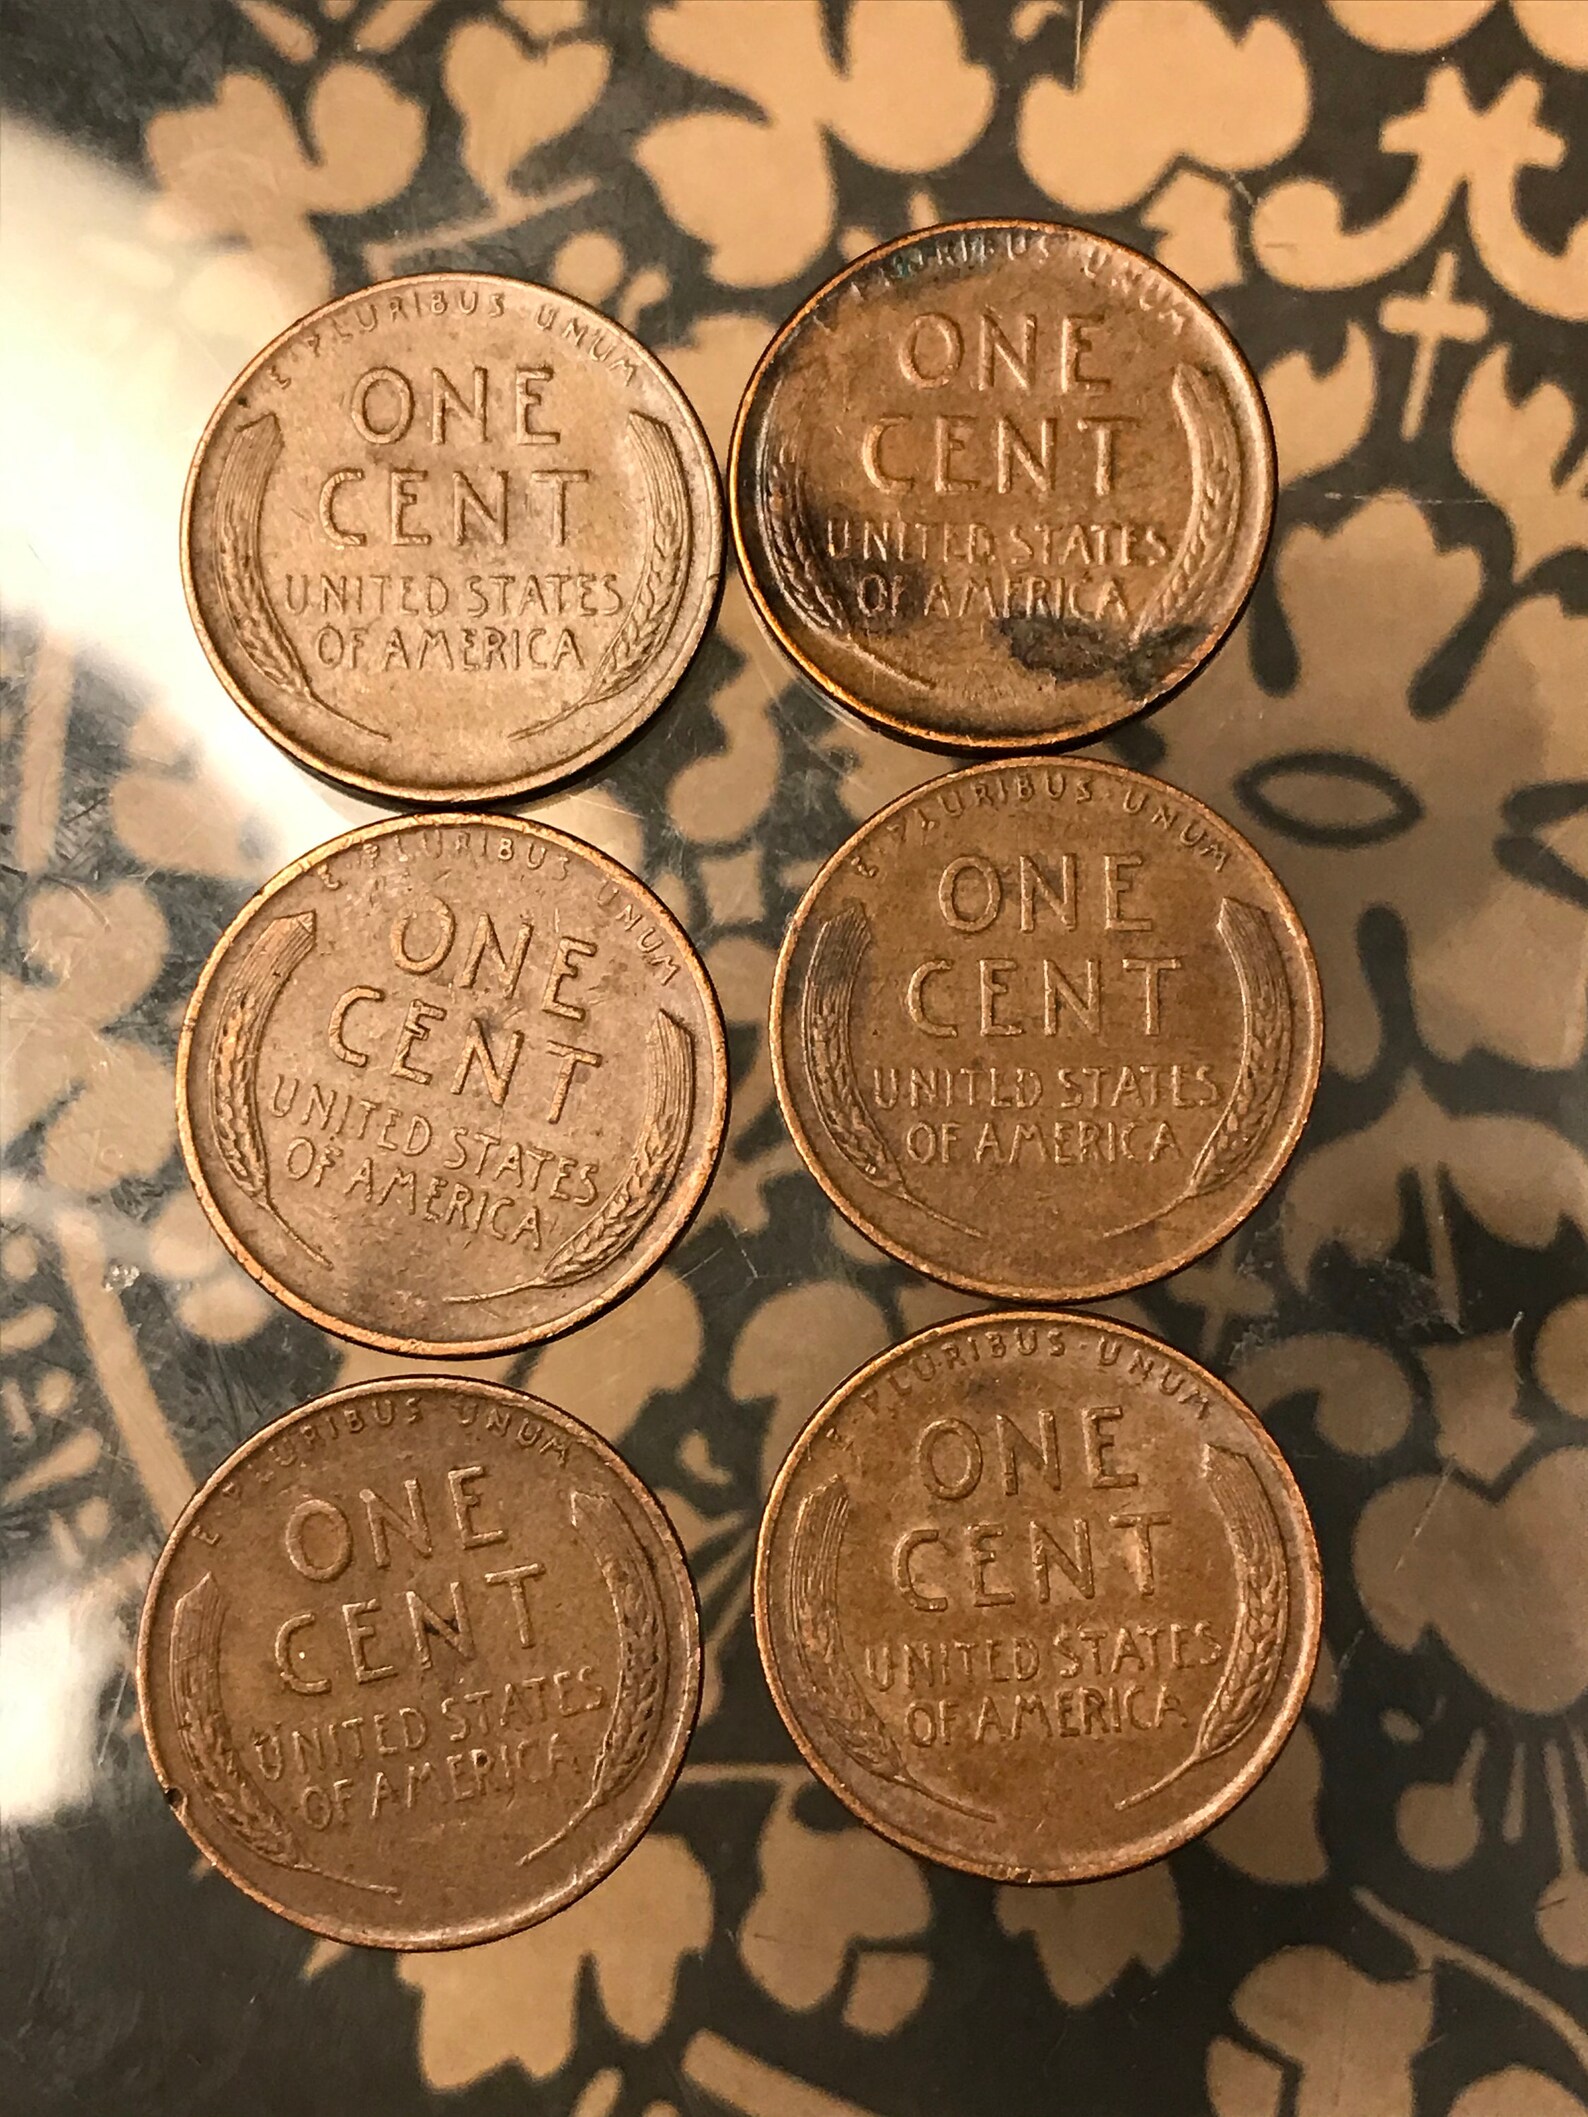 E · PLURIBUS · UNUM
ONE
CENT
UNITED STATES
OF AMERICA
PLURIBUS · UNUM
ONE
CENT
UNITED STATES
OF AMERICA
E · PLURIBUS · UNUM
ONE
CENT
UNITED STATES
OF AMERICA
E · PLURIBUS · UNUM
ONE
CENT
UNITED STATES
OF AMERICA
E PLURIBUS UNUM
ONE
CENT
UNITED STATES
OF AMERICA
E · PLURIBUS · UNUM
ONE
CENT
UNITED STATES
OF AMERICA